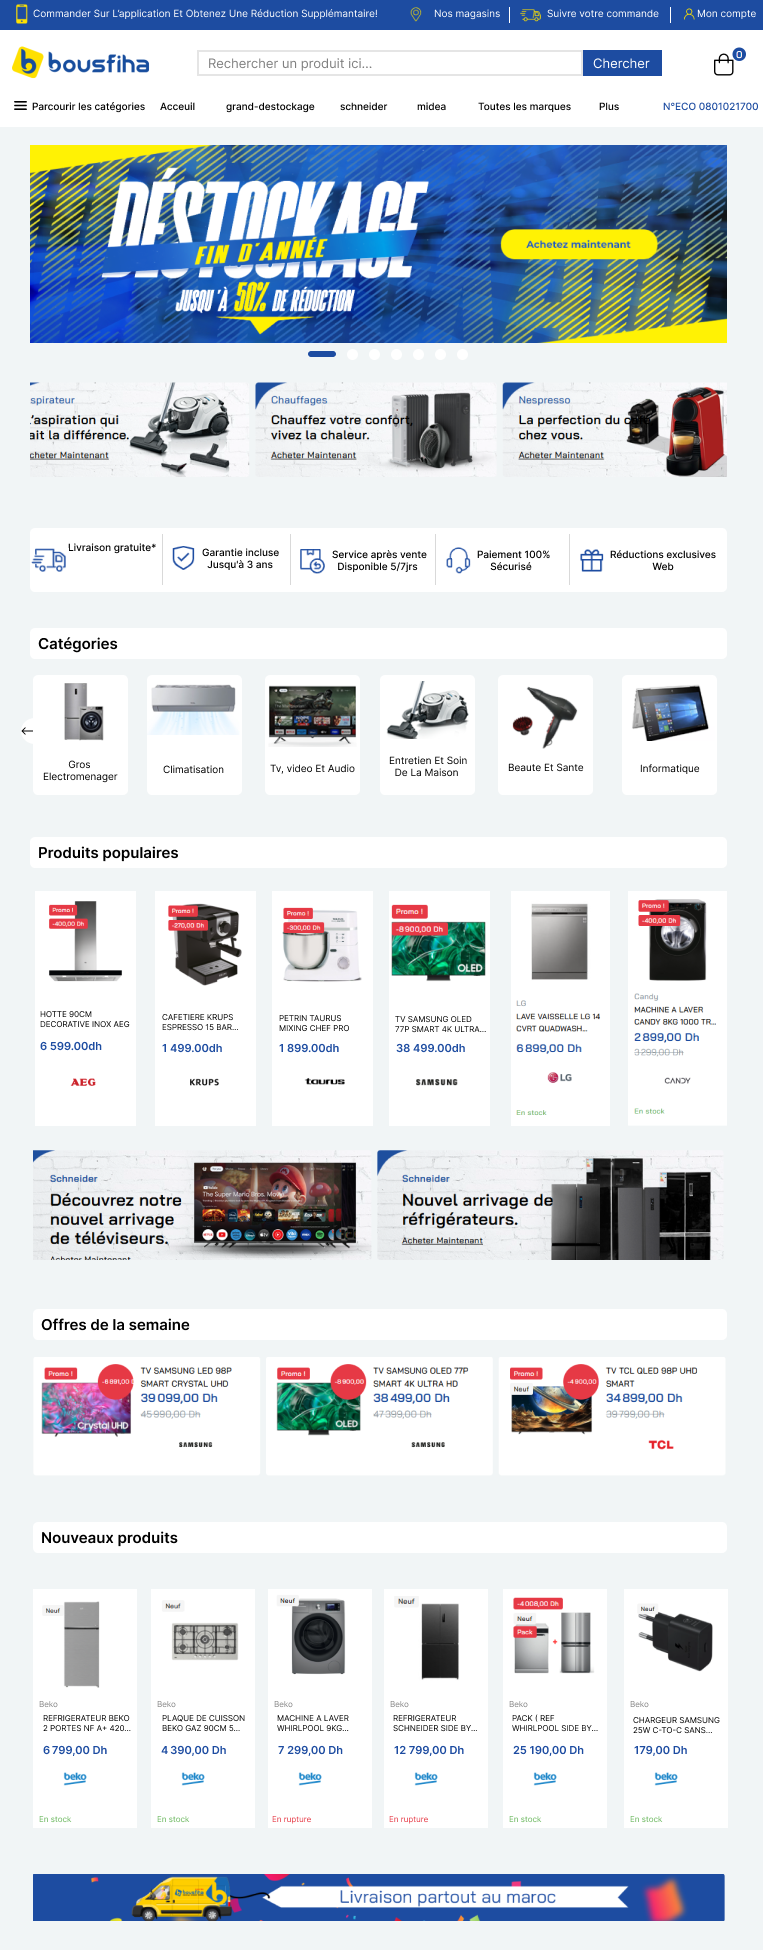 Commander Sur L'application Et Obtenez Une Réduction Supplémantaire!
Nos magasins
Suivre votre commande
Mon compte
bousfiha
Rechercher un produit ici...
Chercher
0
Parcourir les catégories
Acceuil
grand-destockage
schneider
midea
Toutes les marques
Plus
N°ECO 0801021700
DÉSTOCKAGE
FIN D'ANNÉE
JUSQU'À 50% DE RÉDUCTION
Achetez maintenant
spirateur
'aspiration qui
ait la différence.
cheter Maintenant
Chauffages
Chauffez votre confort,
vivez la chaleur.
Acheter Maintenant
Nespresso
La perfection du
chez vous.
Acheter Maintenant
Livraison gratuite*
Garantie incluse
Jusqu'à 3 ans
Service après vente
Disponible 5/7jrs
Paiement 100%
Sécurisé
Réductions exclusives
Web
Catégories
Gros
Electromenager
Climatisation
Tv, video Et Audio
Entretien Et Soin
De La Maison
Beaute Et Sante
Informatique
Produits populaires
Promo !
-400,00 Dh
HOTTE 90CM
DECORATIVE INOX AEG
6 599.00dh
AEG
Promo !
-270,00 Dh
CAFETIERE KRUPS
ESPRESSO 15 BAR...
1 499.00dh
KRUPS
Promo !
-300,00 Dh
PETRIN TAURUS
MIXING CHEF PRO
1 899.00dh
taurus
Promo !
-8 900,00 Dh
OLED
TV SAMSUNG OLED
77P SMART 4K ULTRA...
38 499.00dh
SAMSUNG
LG
LAVE VAISSELLE LG 14
CVRT QUADWASH...
6 899,00 Dh
LG
En stock
Promo !
-400,00 Dh
Candy
MACHINE A LAVER
CANDY 8KG 1000 TR...
2 899,00 Dh
3 299,00 Dh
CANDY
En stock
Schneider
Découvrez notre
nouvel arrivage
de téléviseurs.
Acheter Maintenant
The Super Mario Bros. Movie
Schneider
Nouvel arrivage de
réfrigérateurs.
Acheter Maintenant
Offres de la semaine
Promo !
-6 891,00
Crystal UHD
TV SAMSUNG LED 98P
SMART CRYSTAL UHD
39 099,00 Dh
45 990,00 Dh
SAMSUNG
Promo !
-8 900,00
OLED
TV SAMSUNG OLED 77P
SMART 4K ULTRA HD
38 499,00 Dh
47 399,00 Dh
SAMSUNG
Promo !
Neuf
-4 900,00
TV TCL QLED 98P UHD
SMART
34 899,00 Dh
39 799,00 Dh
TCL
Nouveaux produits
Neuf
Beko
REFRIGERATEUR BEKO
2 PORTES NF A+ 420...
6 799,00 Dh
beko
En stock
Neuf
Beko
PLAQUE DE CUISSON
BEKO GAZ 90CM 5...
4 390,00 Dh
beko
En stock
Neuf
Beko
MACHINE A LAVER
WHIRLPOOL 9KG...
7 299,00 Dh
beko
En rupture
Neuf
Beko
REFRIGERATEUR
SCHNEIDER SIDE BY...
12 799,00 Dh
beko
En rupture
-4 008,00 Dh
Neuf
Pack
Beko
PACK ( REF
WHIRLPOOL SIDE BY...
25 190,00 Dh
beko
En stock
Neuf
Beko
CHARGEUR SAMSUNG
25W C-TO-C SANS...
179,00 Dh
beko
En stock
bousfiha
Livraison partout au maroc